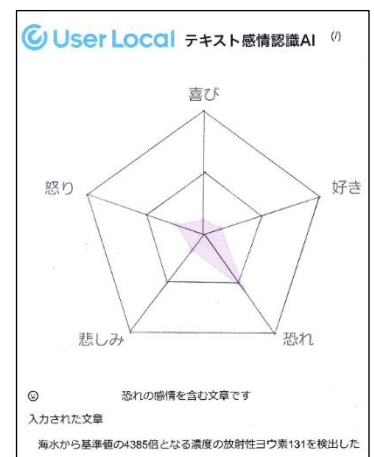 User Local テキスト感情認識AI (/)
喜び
怒り
好き
悲しみ
恐れ
恐れの感情を含む文章です
入力された文章
海水から基準値の4385倍となる濃度の放射性ヨウ素131を検出した